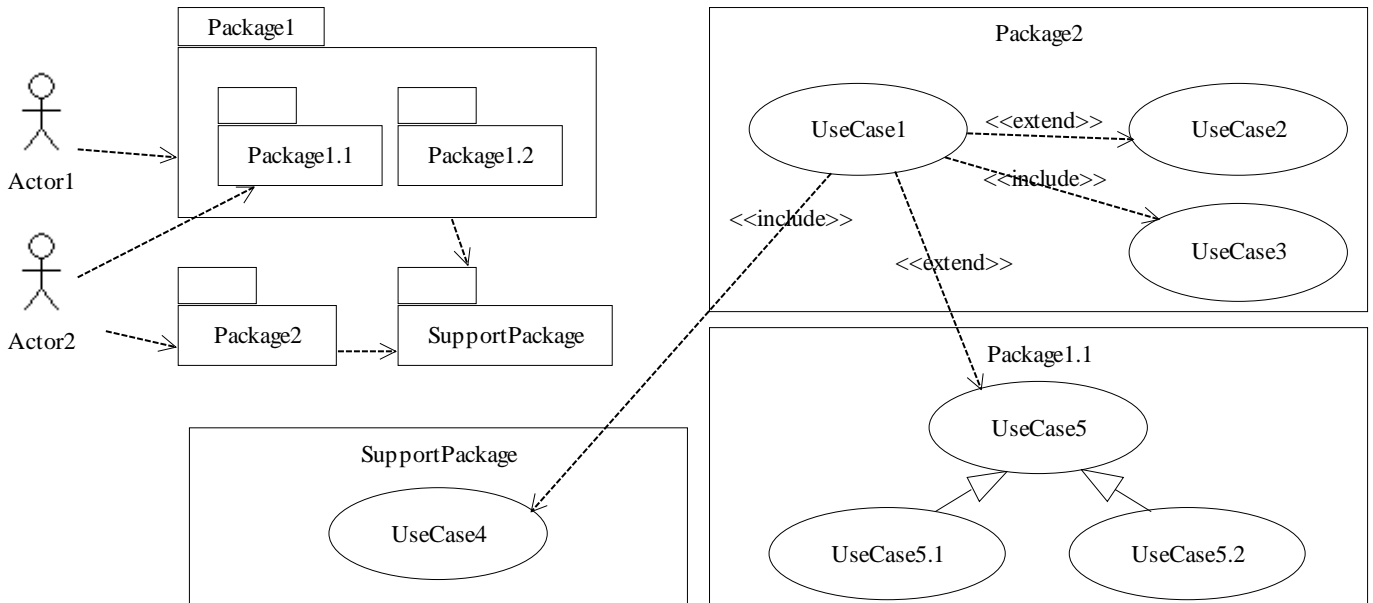 Package1
Package1.1
Package1.2
Actor1
Actor2
Package2
SupportPackage
Package2
UseCase1
<<extend>>
UseCase2
<<include>>
UseCase3
<<include>>
<<extend>>
Package1.1
UseCase5
UseCase5.1
UseCase5.2
SupportPackage
UseCase4